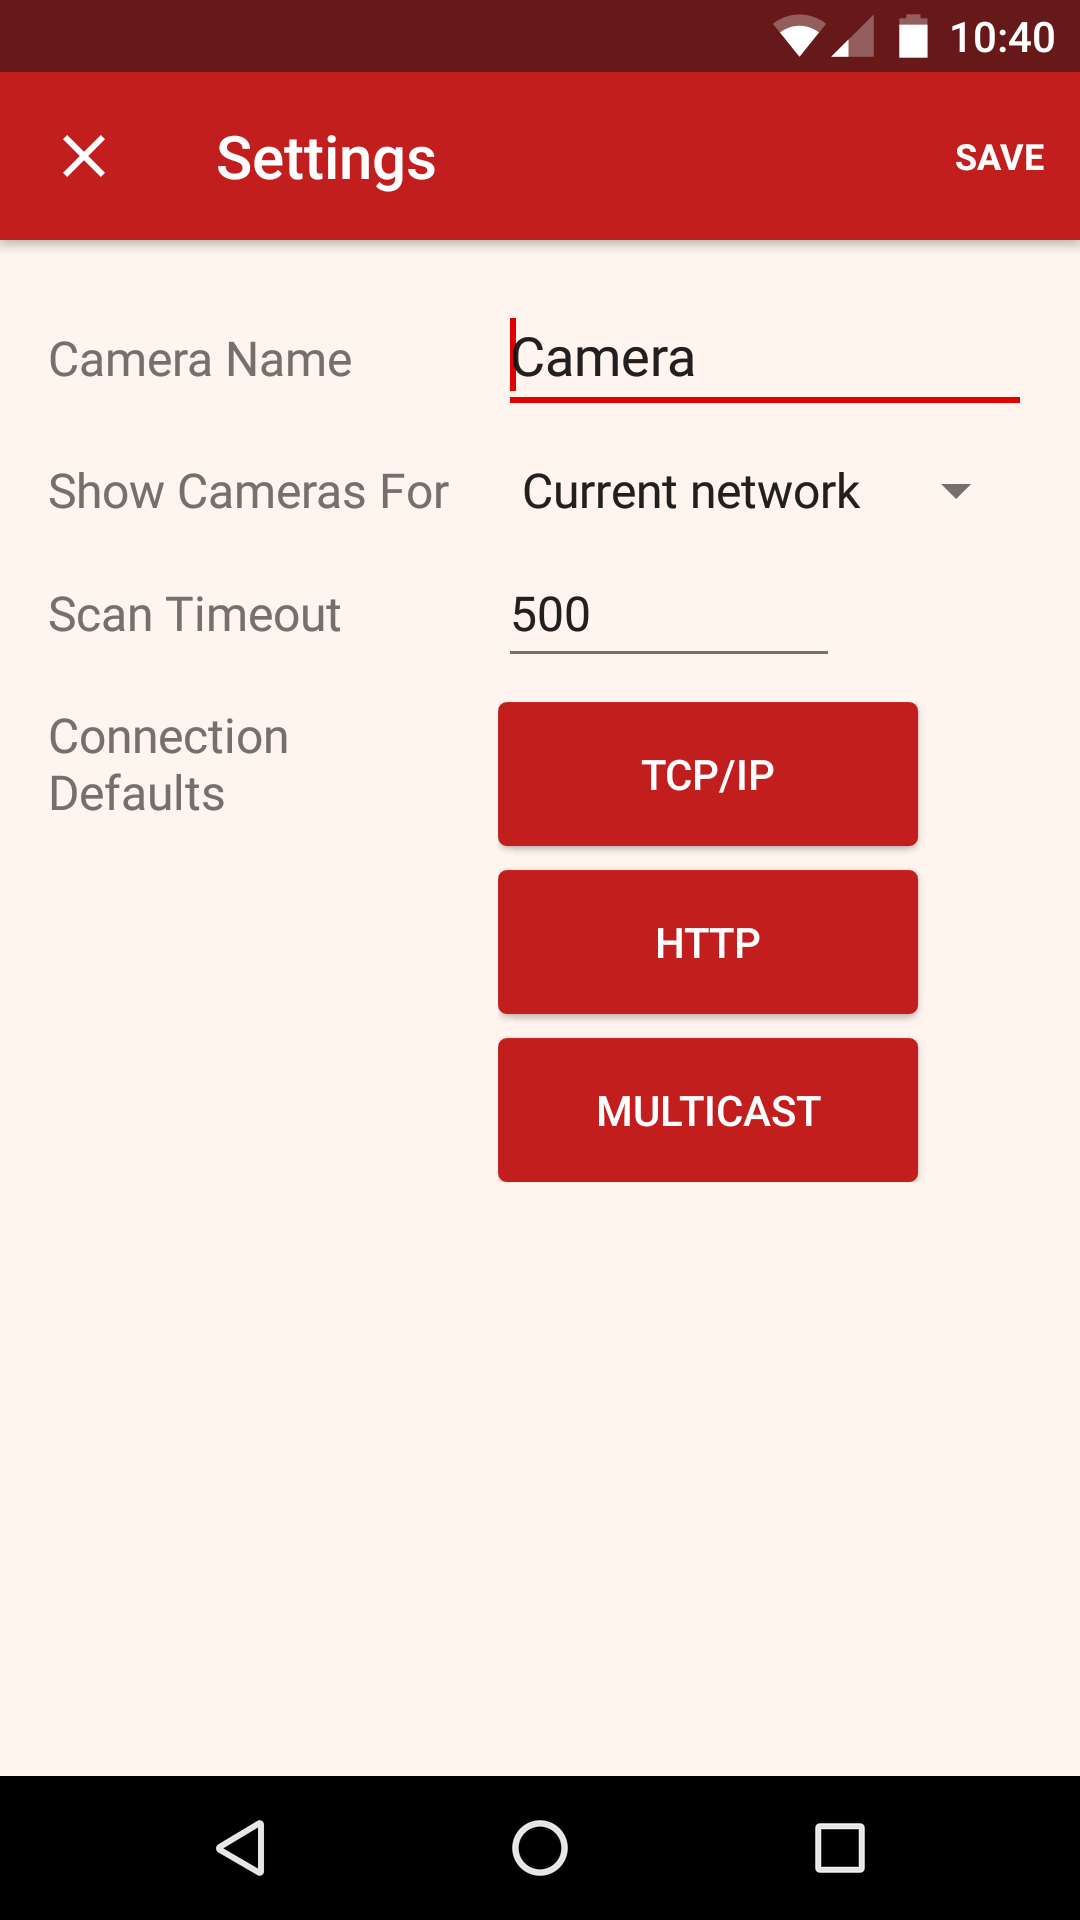 10:40
Settings
SAVE
Camera Name
Camera
Show Cameras For
Current network
Scan Timeout
500
Connection
Defaults
TCP/IP
HTTP
MULTICAST